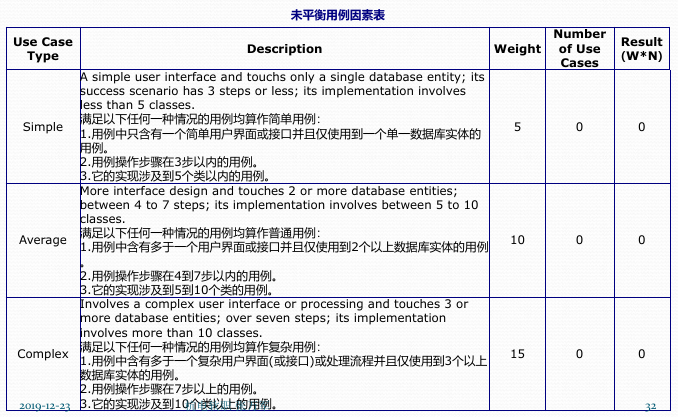 未平衡用例因素表
Use Case Type
Description
Weight
Number of Use Cases
Result (W*N)
Simple
A simple user interface and touchs only a single database entity; its
success scenario has 3 steps or less; its implementation involves
less than 5 classes.
满足以下任何一种情况的用例均算作简单用例：
1.用例中只含有一个简单用户界面或接口并且仅使用到一个单一数据库实体的
用例。
2.用例操作步骤在3步以内的用例。
3.它的实现涉及到5个类以内的用例。
5
0
0
Average
More interface design and touches 2 or more database entities;
between 4 to 7 steps; its implementation involves between 5 to 10
classes.
满足以下任何一种情况的用例均算作普通用例：
1.用例中含有多于一个用户界面或接口并且仅使用到2个以上数据库实体的用例
。
2.用例操作步骤在4到7步以内的用例。
3.它的实现涉及到5到10个类的用例。
10
0
0
Complex
Involves a complex user interface or processing and touches 3 or
more database entities; over seven steps; its implementation
involves more than 10 classes.
满足以下任何一种情况的用例均算作复杂用例：
1.用例中含有多于一个复杂用户界面(或接口)或处理流程并且仅使用到3个以上
数据库实体的用例。
2.用例操作步骤在7步以上的用例。
3.它的实现涉及到10个类以上的用例。
15
0
0
2019-12-23
32